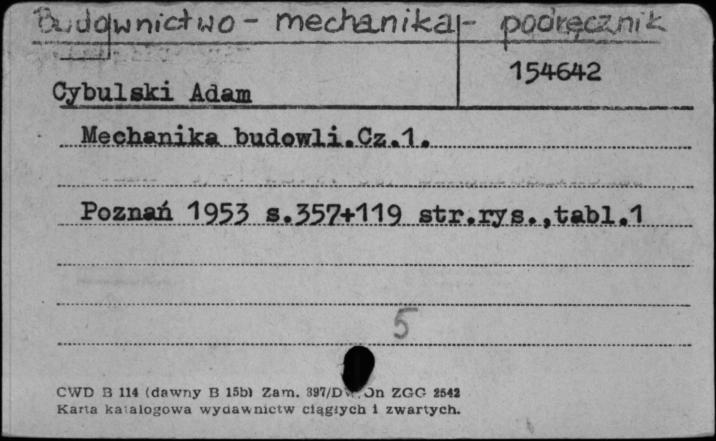 Budownictwo - mechanika - podręcznik
154642
Cybulski Adam
Mechanika budowli.Cz.1.
Poznań 1953 s.357+119 str.rys.,tabl.1
5
CWD B 114 (dawny B 15b) Zam. 397/ On ZGG 2542
Karta katalogowa wydawnictw ciągłych i zwartych.